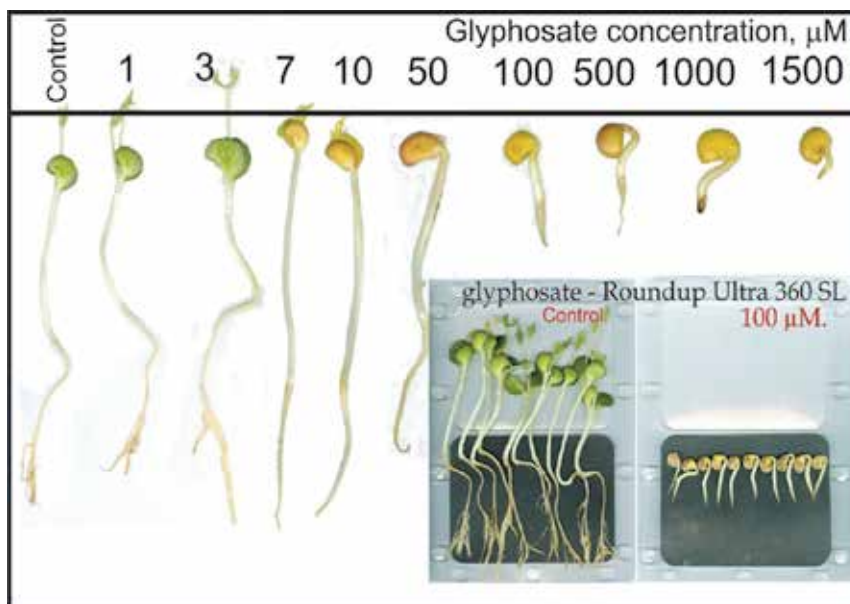 Control
Glyphosate concentration, µM
1 3 7 10 50 100 500 1000 1500
glyphosate - Roundup Ultra 360 SL
Control 100 µM.